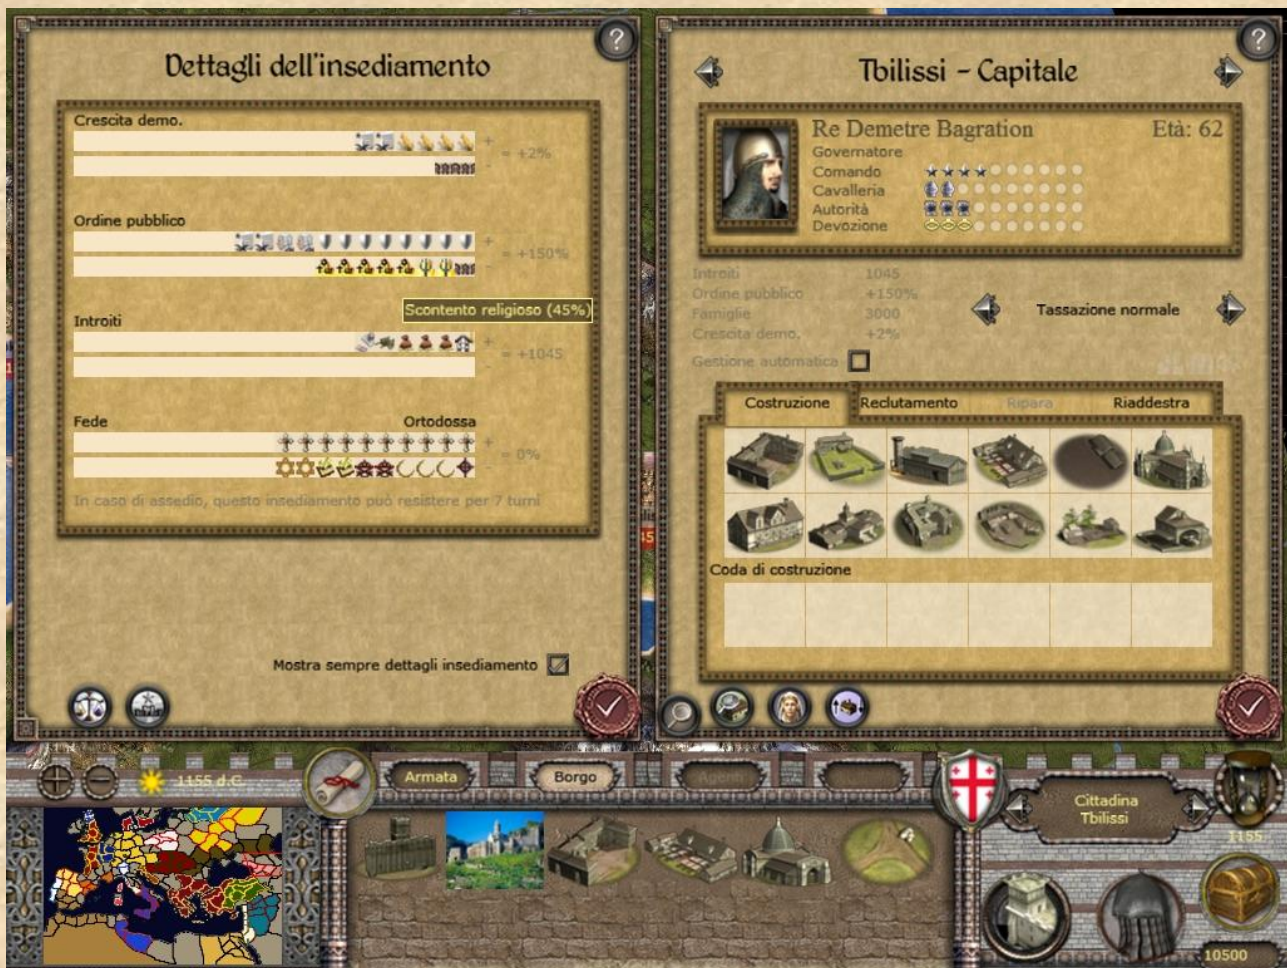 Dettagli dell'insediamento
Crescita demo.
+
= +2%
-
Ordine pubblico
+
= +150%
-
Scontento religioso (45%)
Introiti
+
= +1045
-
Fede Ortodossa
+
= 0%
-
In caso di assedio, questo insediamento può resistere per 7 turni
Mostra sempre dettagli insediamento
?
Tbilissi - Capitale
Re Demetre Bagration Età: 62
Governatore
Comando
Cavalleria
Autorità
Devozione
Introiti 1045
Ordine pubblico +150%
Famiglie 3000
Crescita demo. +2%
Tassazione normale
Gestione automatica
Costruzione Reclutamento Ripara Riaddestra
Coda di costruzione
?
1155 d.C.
Armata Borgo
Cittadina
Tbilissi
1155
10500